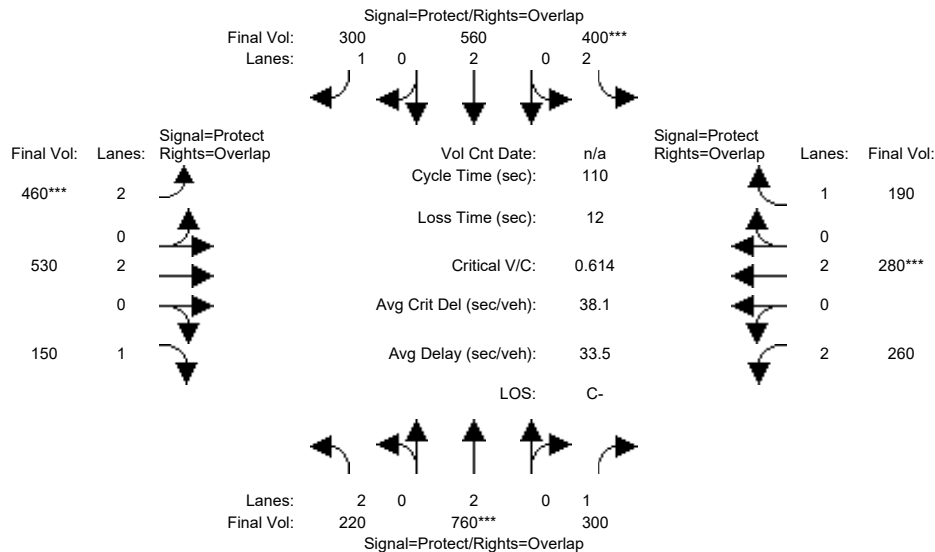 Signal=Protect/Rights=Overlap
Final Vol: 300 560 400***
Lanes: 1 0 2 0 2
Signal=Protect Signal=Protect
Final Vol: Lanes: Rights=Overlap Vol Cnt Date: n/a Rights=Overlap Lanes: Final Vol:
460*** 2 Cycle Time (sec): 110 1 190
0 Loss Time (sec): 12 0
530 2 Critical V/C: 0.614 2 280***
0 Avg Crit Del (sec/veh): 38.1 0
150 1 Avg Delay (sec/veh): 33.5 2 260
LOS: C-
Lanes: 2 0 2 0 1
Final Vol: 220 760*** 300
Signal=Protect/Rights=Overlap